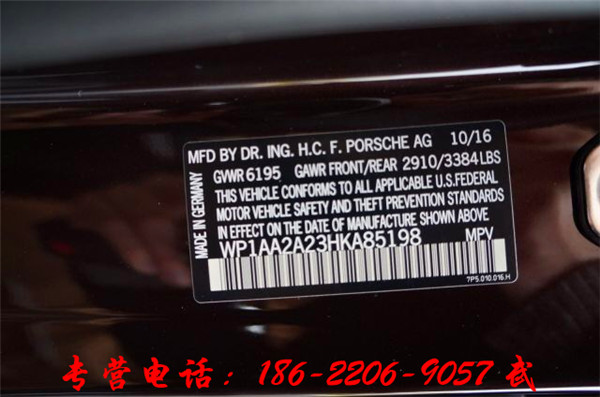 MFD BY DR. ING. H.C. F. PORSCHE AG 10/16
GVWR 6195 GAWR FRONT/REAR 2910/3384 LBS
THIS VEHICLE CONFORMS TO ALL APPLICABLE U.S.FEDERAL
MOTOR VEHICLE SAFETY AND THEFT PREVENTION STANDARDS
IN EFFECT ON THE DATE OF MANUFACTURE SHOWN ABOVE
WP1AA2A23HKA85198 MPV
MADE IN GERMANY
7P5.010.016.H
专营电话：186-2206-9057 武